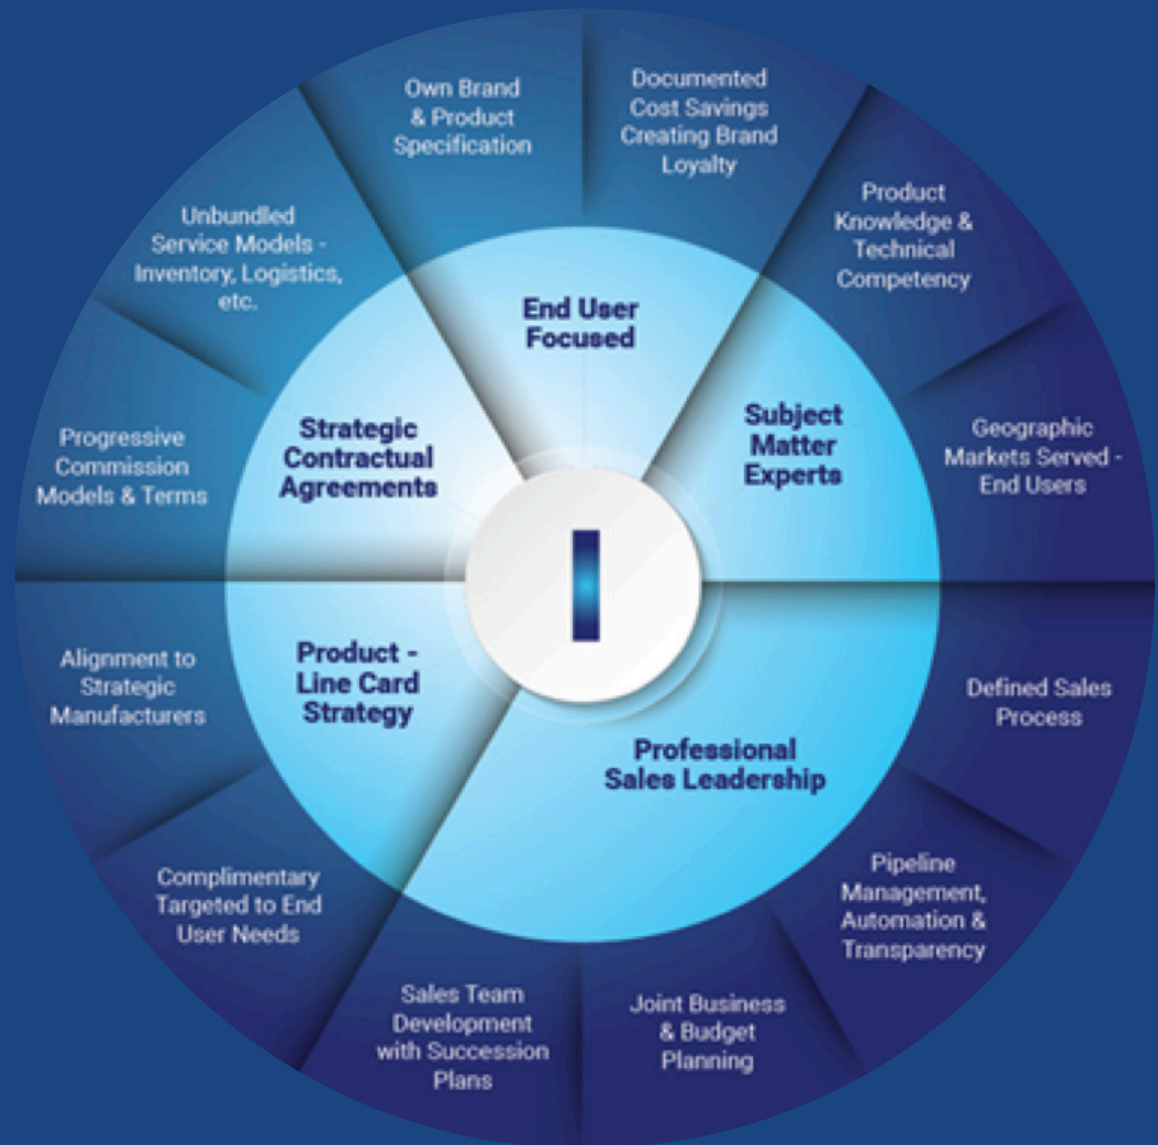 Own Brand
& Product
Specification
Documented
Cost Savings
Creating Brand
Loyalty
Product
Knowledge &
Technical
Competency
Geographic
Markets Served -
End Users
Defined Sales
Process
Pipeline
Management,
Automation &
Transparency
Joint Business
& Budget
Planning
Sales Team
Development
with Succession
Plans
Complimentary
Targeted to End
User Needs
Alignment to
Strategic
Manufacturers
Progressive
Commission
Models & Terms
Unbundled
Service Models -
Inventory, Logistics,
etc.
End User
Focused
Subject
Matter
Experts
Professional
Sales Leadership
Product -
Line Card
Strategy
Strategic
Contractual
Agreements
I